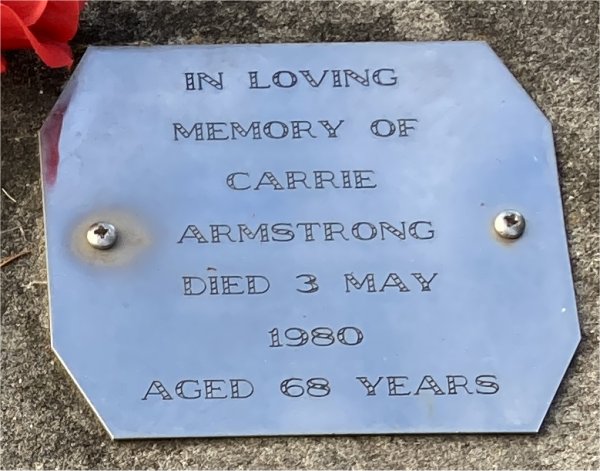 IN LOVING
MEMORY OF
CARRIE
ARMSTRONG
DIED 3 MAY
1980
AGED 68 YEARS